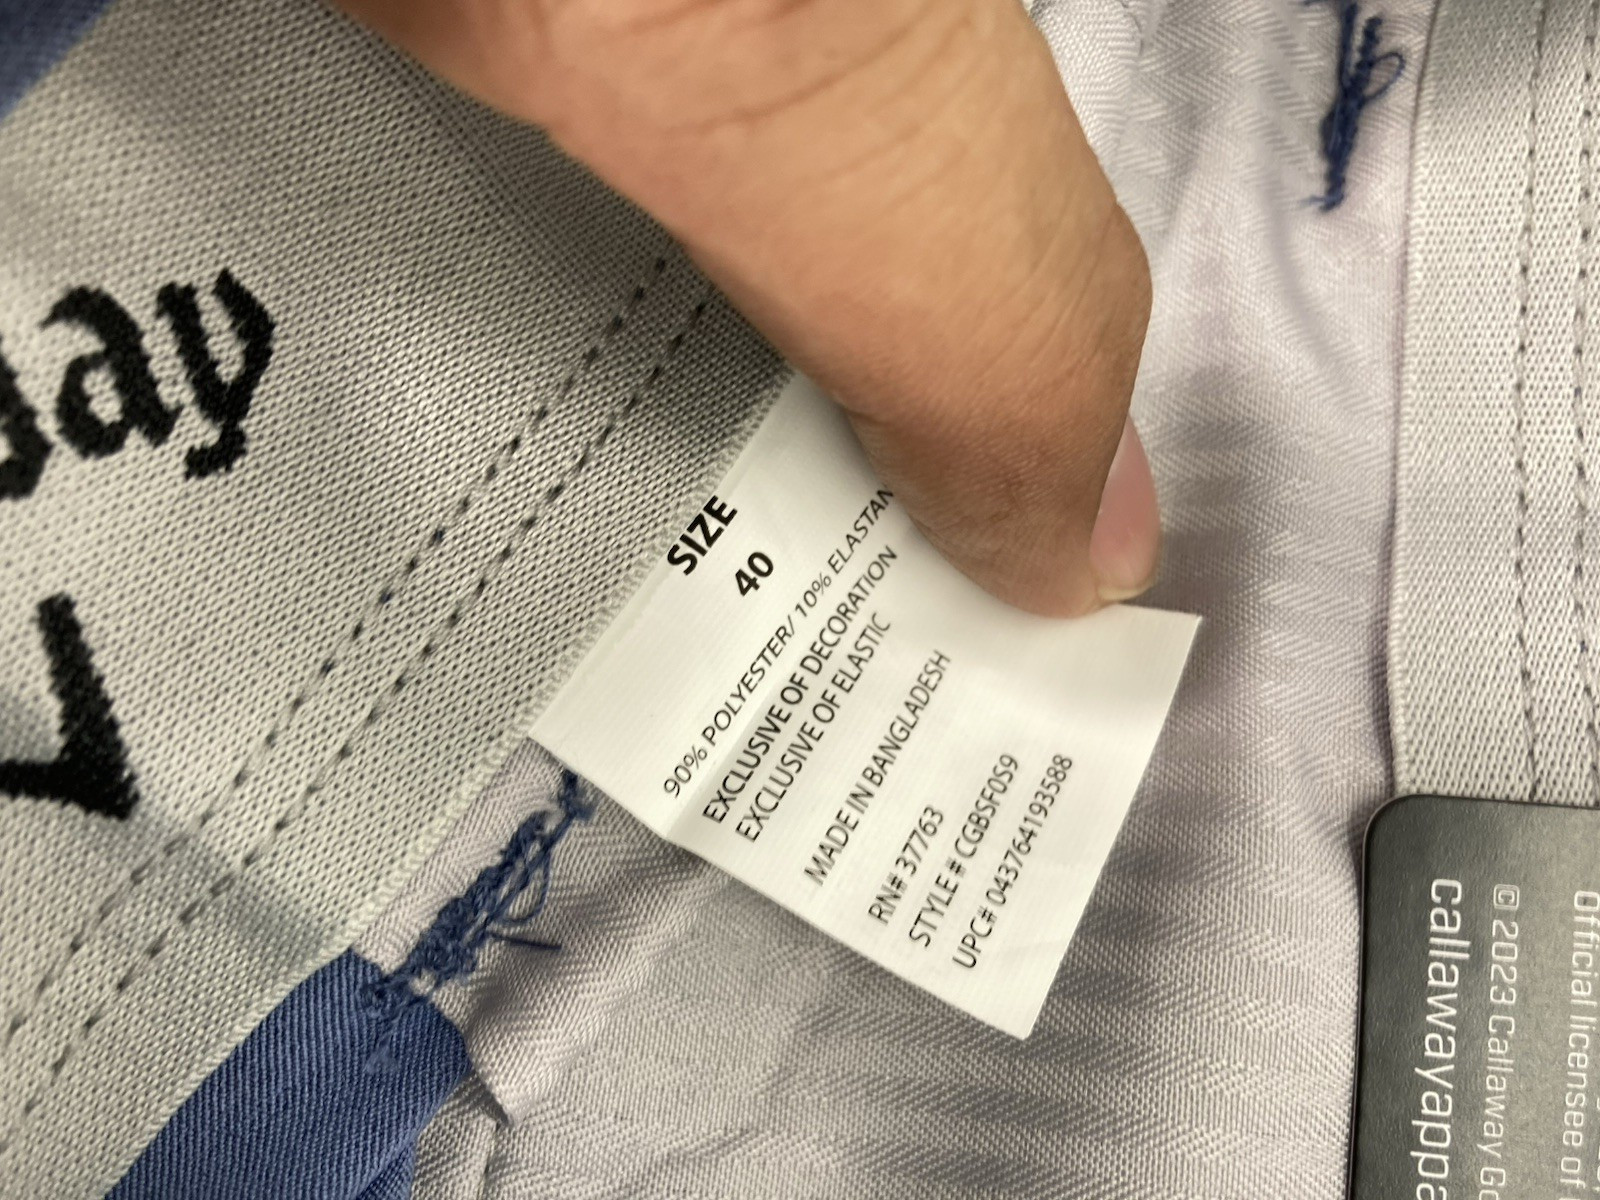 SIZE
40
90% POLYESTER/ 10% ELASTAN
EXCLUSIVE OF DECORATION
EXCLUSIVE OF ELASTIC
MADE IN BANGLADESH
RN# 37763
STYLE # CGBSF0S9
UPC# 043764193588
Official licensee of
© 2023 Callaway G
callawayappa